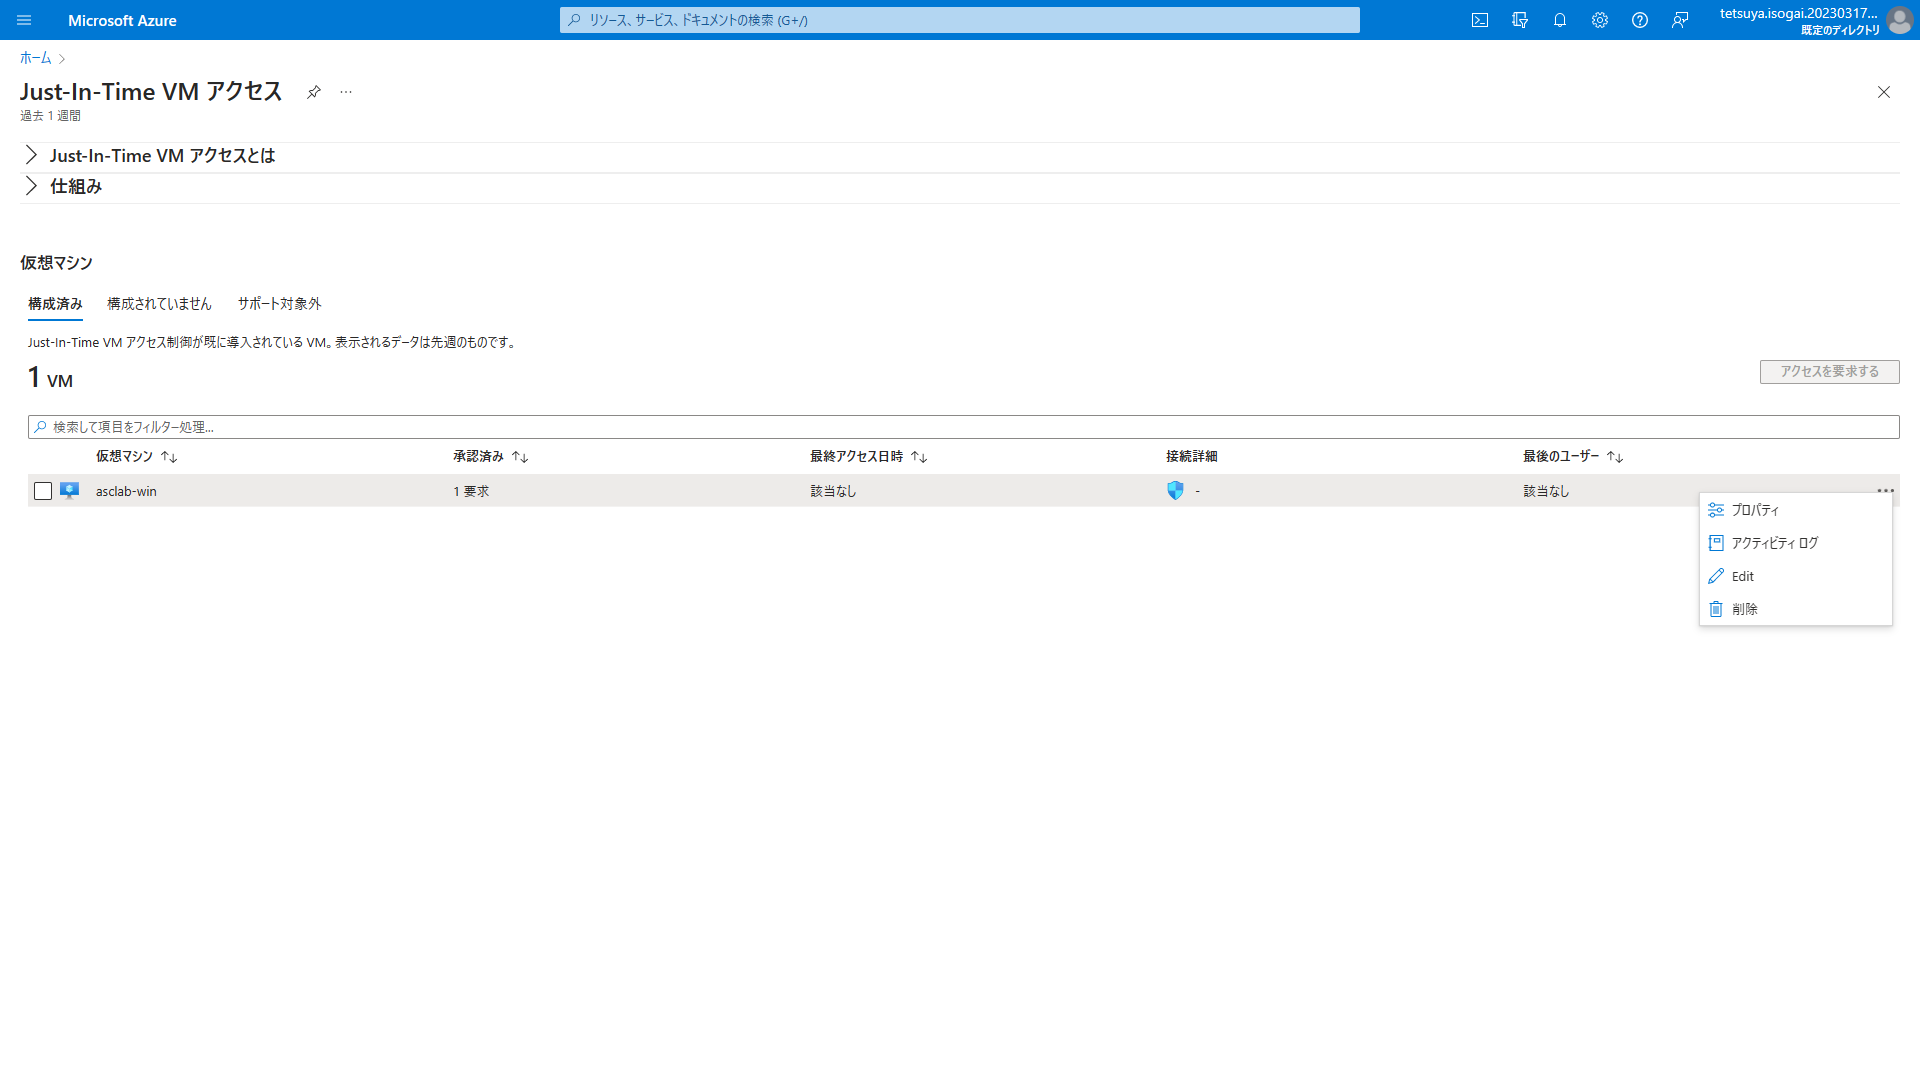 Microsoft Azure
リソース、サービス、ドキュメントの検索 (G+/)
tetsuya.isogai.20230317...
既定のディレクトリ
ホーム
Just-In-Time VM アクセス
過去 1 週間
Just-In-Time VM アクセスとは
仕組み
仮想マシン
構成済み 構成されていません サポート対象外
Just-In-Time VM アクセス制御が既に導入されている VM。表示されるデータは先週のものです。
1 VM
アクセスを要求する
検索して項目をフィルター処理...
仮想マシン ↑↓ 承認済み ↑↓ 最終アクセス日時 ↑↓ 接続詳細 最後のユーザー ↑↓
asclab-win 1 要求 該当なし - 該当なし
プロパティ
アクティビティ ログ
Edit
削除